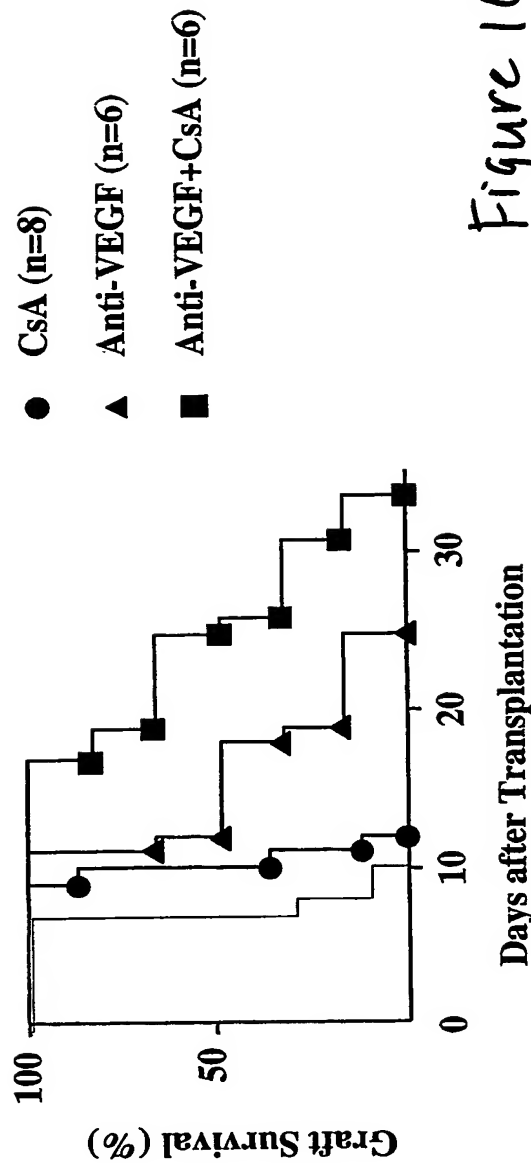 CsA (n=8)
Anti-VEGF (n=6)
Anti-VEGF+CsA (n=6)
Graft Survival (%)
100
50
0
10
20
30
Days after Transplantation
Figure